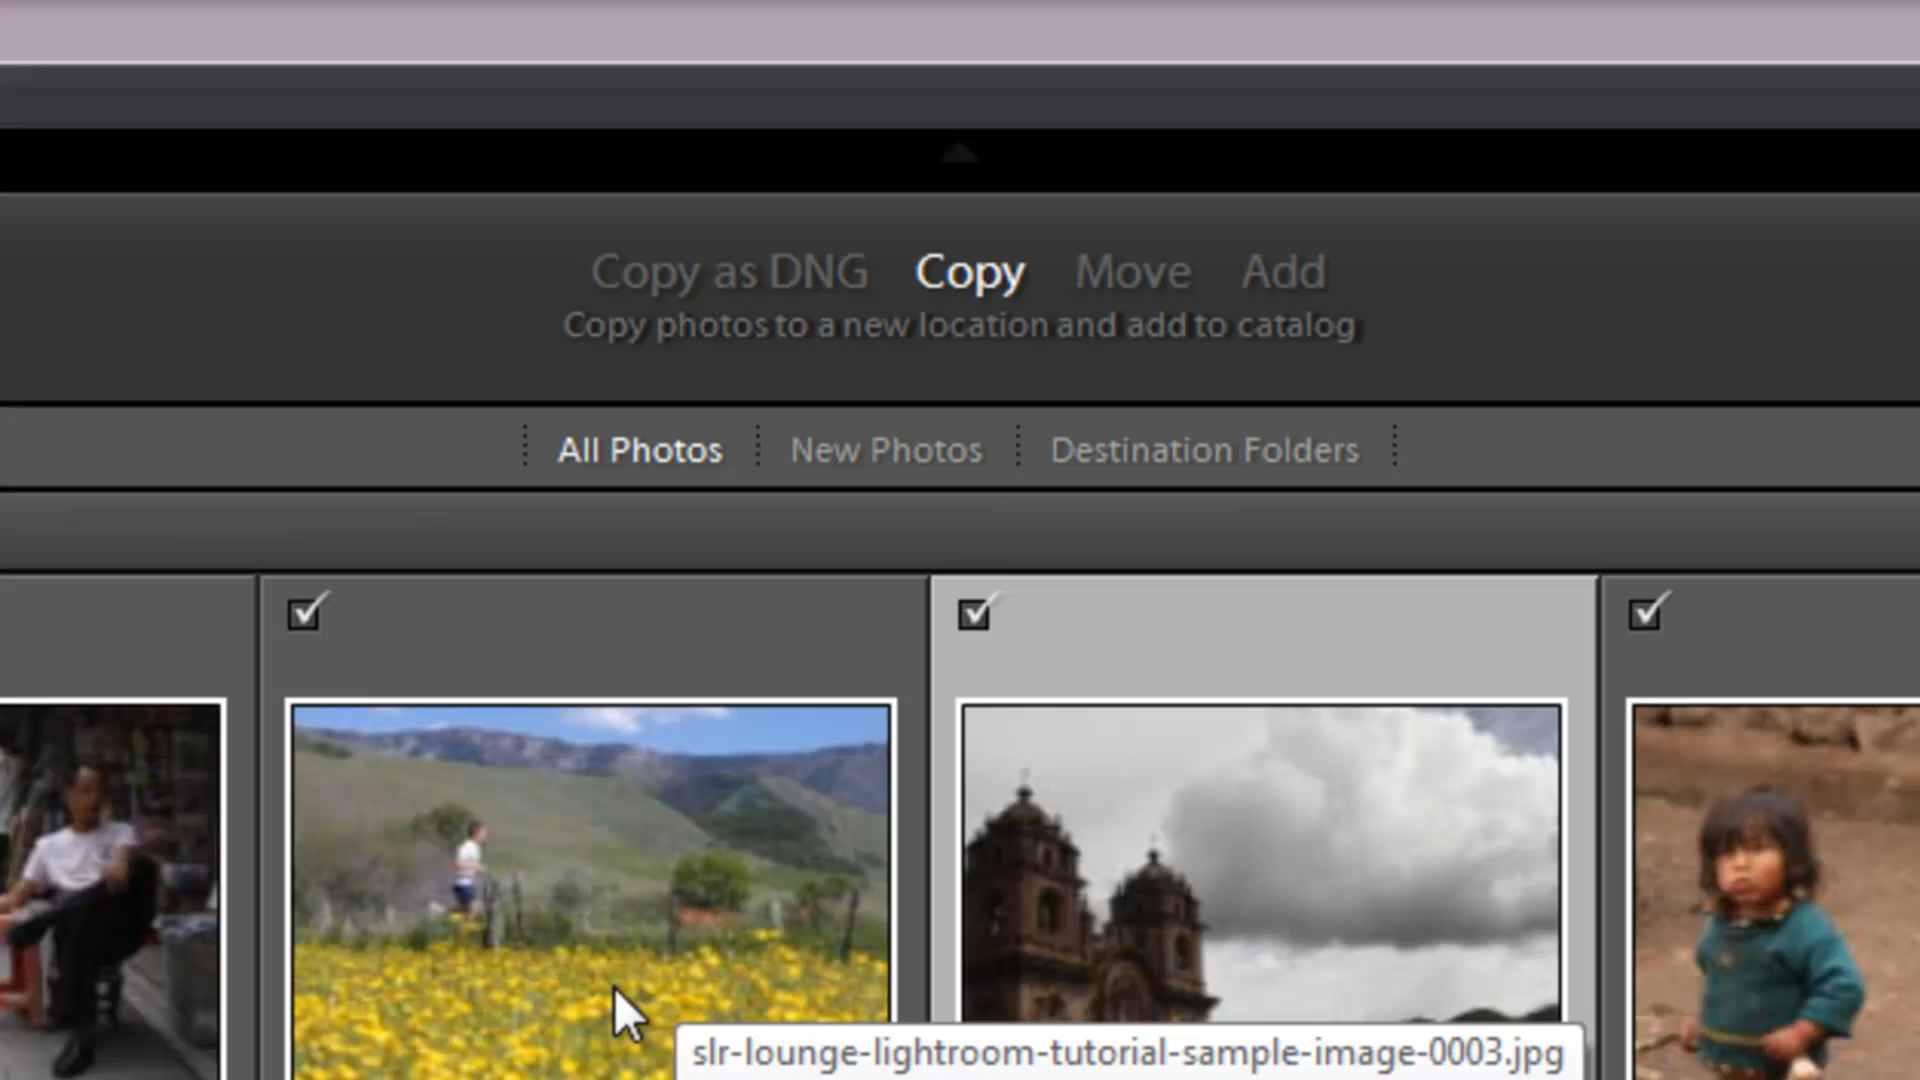 Copy as DNG Copy Move Add
Copy photos to a new location and add to catalog
All Photos New Photos Destination Folders
slr-lounge-lightroom-tutorial-sample-image-0003.jpg